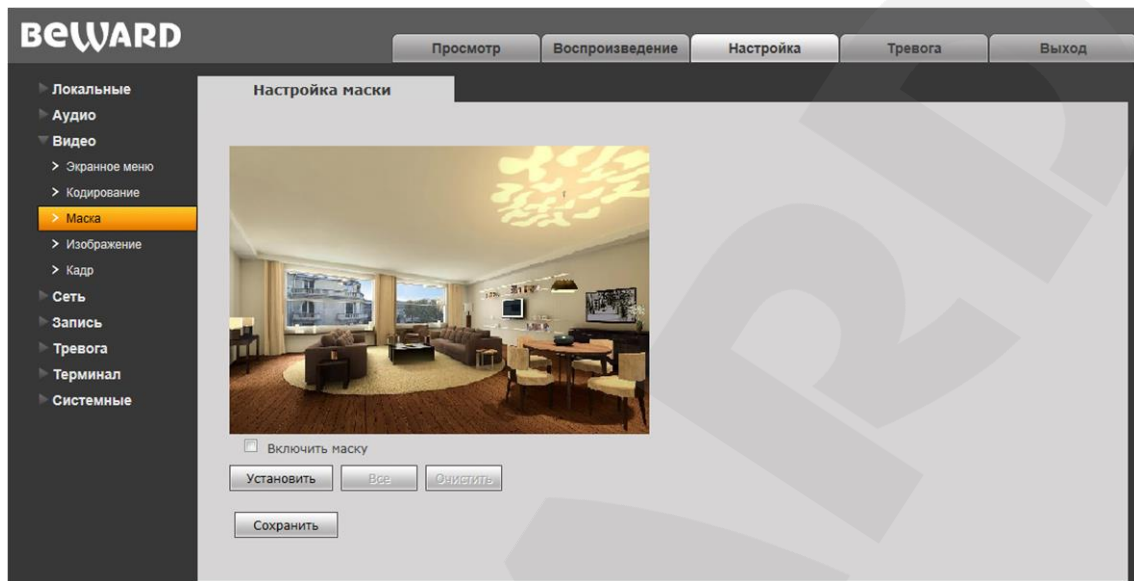 BEWARD
Просмотр Воспроизведение Настройка Тревога Выход
Локальные
Аудио
Видео
Экранное меню
Кодирование
Маска
Изображение
Кадр
Сеть
Запись
Тревога
Терминал
Системные
Настройка маски
Включить маску
Установить Все Очистить
Сохранить